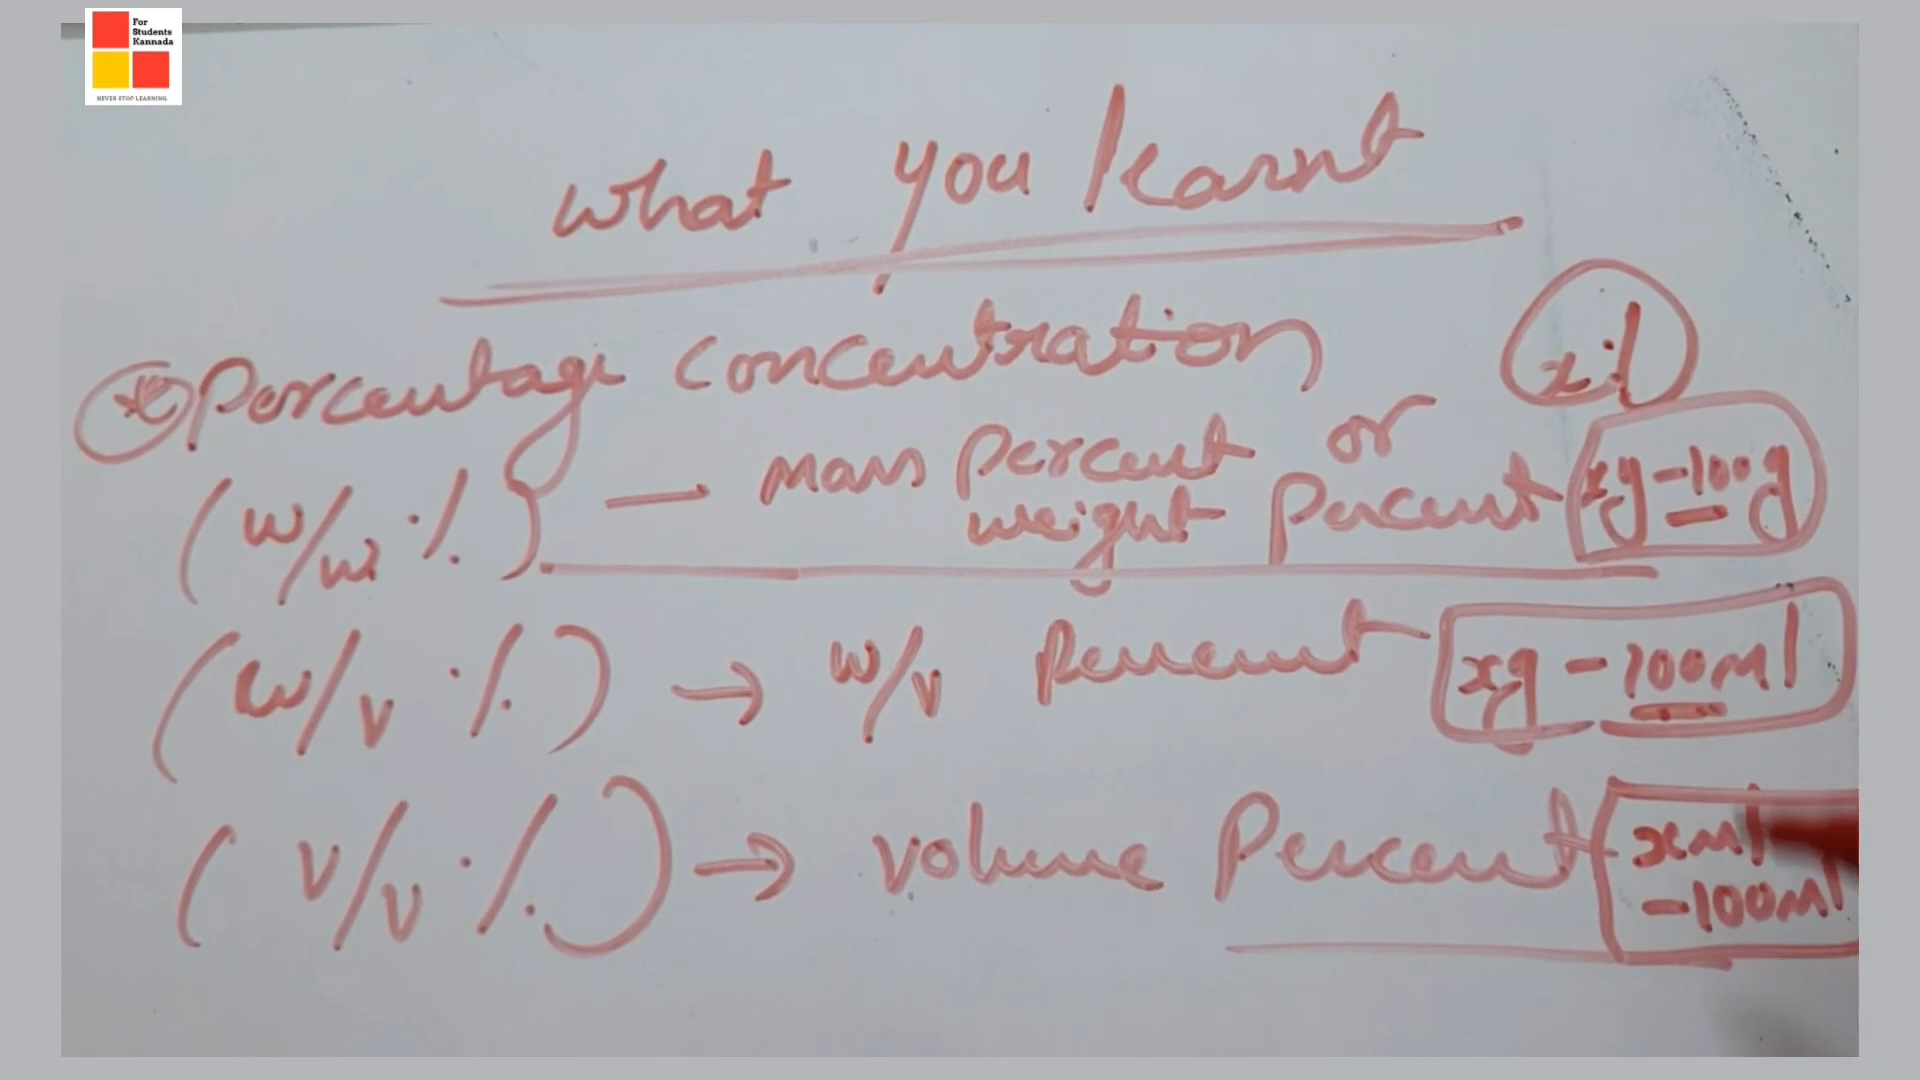 For
Students
Kannada
NEVER STOP LEARNING
What you learnt
Percentage concentration
x%
(w/w %) — mass percent or
weight percent
xg - 100g
(w/v %) → w/v percent
xg - 100ml
(v/v %) → volume percent
xml
- 100ml